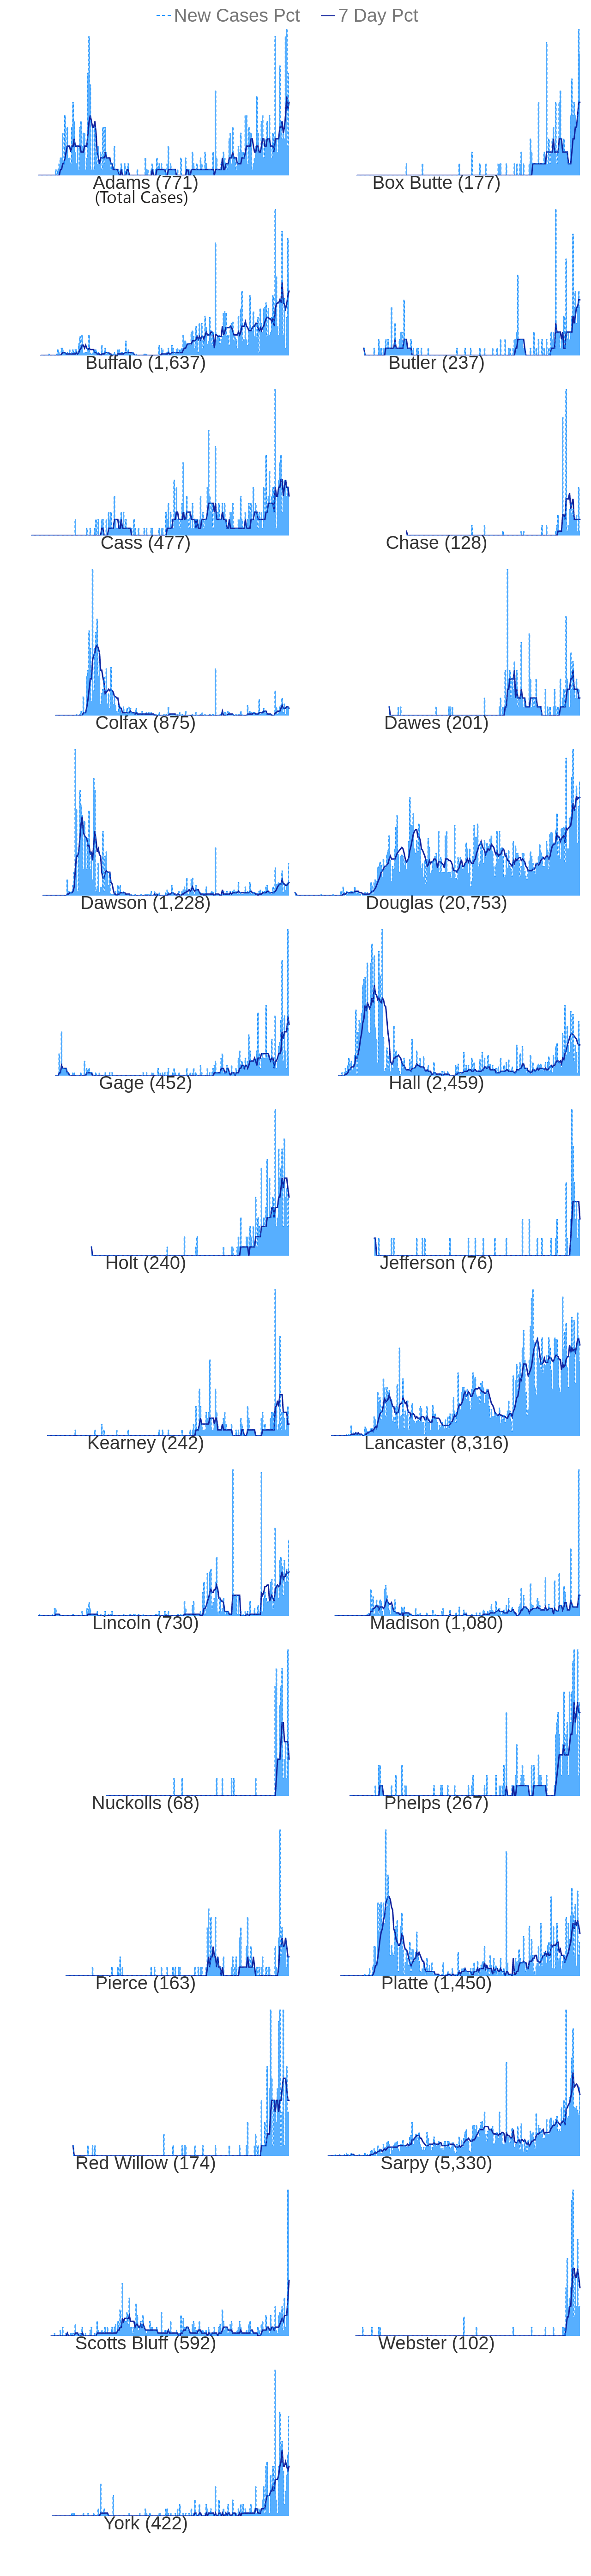 New Cases Pct 7 Day Pct
Adams (771) Box Butte (177)
(Total Cases)
Buffalo (1,637) Butler (237)
Cass (477) Chase (128)
Colfax (875) Dawes (201)
Dawson (1,228) Douglas (20,753)
Gage (452) Hall (2,459)
Holt (240) Jefferson (76)
Kearney (242) Lancaster (8,316)
Lincoln (730) Madison (1,080)
Nuckolls (68) Phelps (267)
Pierce (163) Platte (1,450)
Red Willow (174) Sarpy (5,330)
Scotts Bluff (592) Webster (102)
York (422)